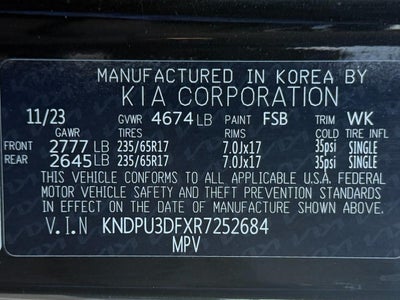 MANUFACTURED IN KOREA BY
KIA CORPORATION
11/23 GVWR 4674 LB PAINT FSB TRIM WK
GAWR TIRES RIMS COLD TIRE INFL
FRONT 2777 LB 235/65R17 7.0Jx17 35psi SINGLE
REAR 2645 LB 235/65R17 7.0Jx17 35psi SINGLE
THIS VEHICLE CONFORMS TO ALL APPLICABLE U.S.A. FEDERAL
MOTOR VEHICLE SAFETY AND THEFT PREVENTION STANDARDS
IN EFFECT ON THE DATE OF MANUFACTURE SHOWN ABOVE.
V.I.N KNDPU3DFXR7252684
MPV